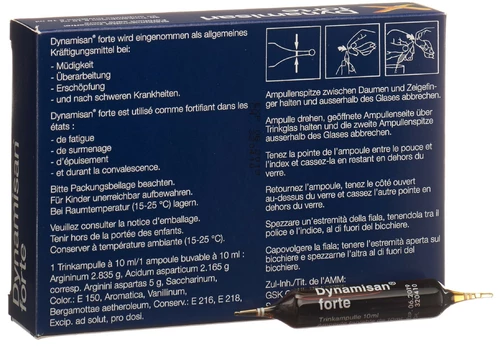 Dynamisan
Dynamisan® forte wird eingenommen als allgemeines
Kräftigungsmittel bei:
- Müdigkeit
- Überarbeitung
- Erschöpfung
- und nach schweren Krankheiten.
Dynamisan® forte est utilisé comme fortifiant dans les
états :
- de fatigue
- de surmenage
- d'épuisement
- et durant la convalescence.
Bitte Packungsbeilage beachten.
Für Kinder unerreichbar aufbewahren.
Bei Raumtemperatur (15-25 °C) lagern.
Veuillez consulter la notice d'emballage.
Tenir hors de la portée des enfants.
Conserver à température ambiante (15-25 °C).
1 Trinkampulle à 10 ml/1 ampoule buvable à 10 ml :
Argininum 2.835 g, Acidum asparticum 2.165 g
corresp. Arginini aspartas 5 g, Saccharinum,
Color.: E 150, Aromatica, Vanillinum,
Bergamottae aetheroleum, Conserv.: E 216, E 218,
Excip. ad solut. pro dosi.
Ampullenspitze zwischen Daumen und Zeigefin-
ger halten und ausserhalb des Glases abbrechen.
Ampulle drehen, geöffnete Ampullenseite über
Trinkglas halten und die zweite Ampullenspitze
ausserhalb des Glases abbrechen.
Tenez la pointe de l'ampoule entre le pouce et
l'index et cassez-la en restant en dehors du
verre.
Retournez l'ampoule, tenez le côté ouvert
au-dessus du verre et cassez l'autre pointe en
dehors du verre.
Spezzare un'estremità della fiala, tenendola tra il
pollice e l'indice, al di fuori del bicchiere.
Capovolgere la fiala; tenere l'estremità aperta sul
bicchiere e spezzarne l'altra al di fuori del
bicchiere.
Zul-Inh./Tit. de l'AMM:
GSK
Dynamisan
forte
Dynamisan®
forte
Trinkampulle 10ml